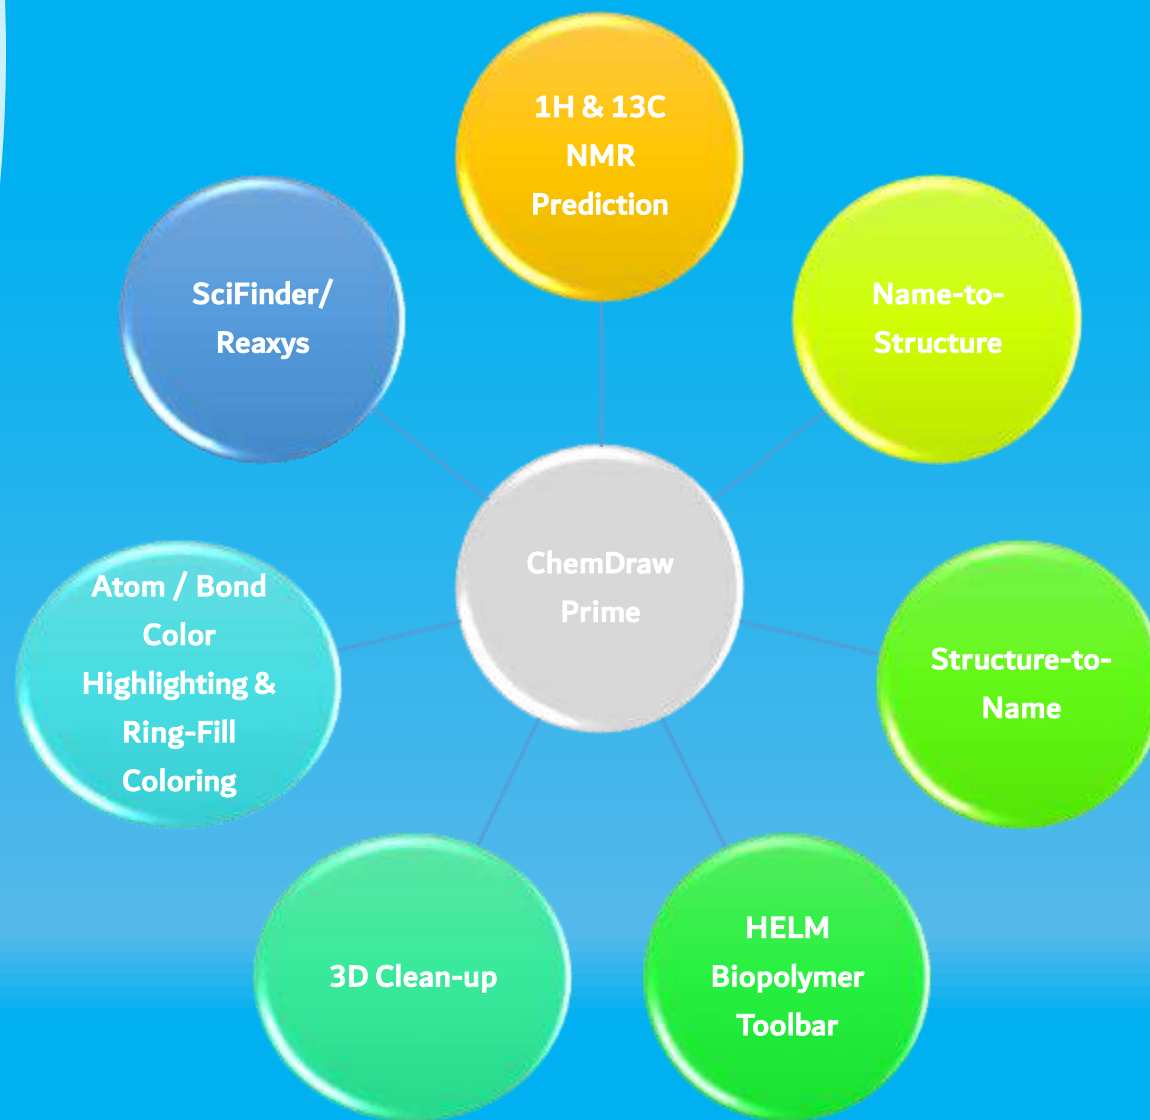 1H & 13C
NMR
Prediction
Name-to-
Structure
Structure-to-
Name
HELM
Biopolymer
Toolbar
3D Clean-up
Atom / Bond
Color
Highlighting &
Ring-Fill
Coloring
SciFinder/
Reaxys
ChemDraw
Prime